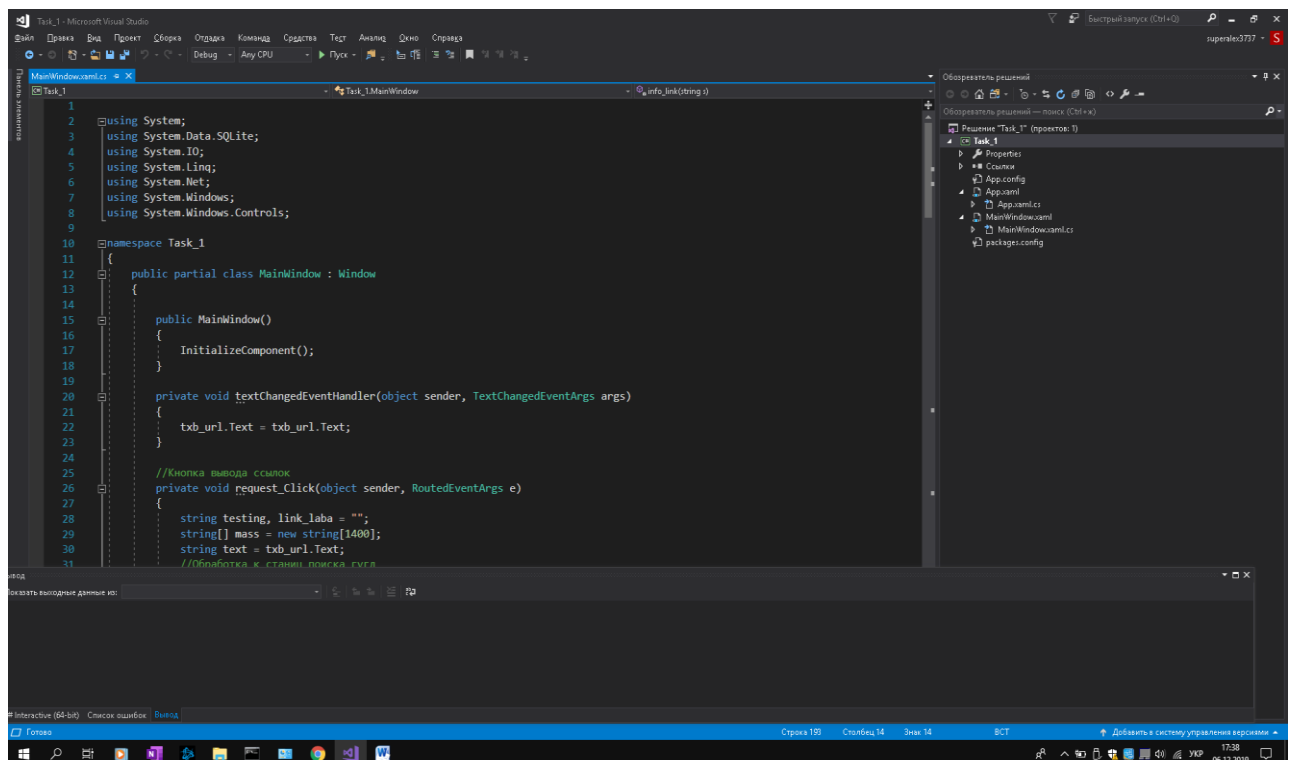 Task_1 - Microsoft Visual Studio
Быстрый запуск (Ctrl+Q)
Файл Правка Вид Проект Сборка Отладка Команда Средства Тест Анализ Окно Справка
superalex3737 S
Debug Any CPU Пуск
Панель элементов
MainWindow.xaml.cs
Task_1 Task_1.MainWindow info_link(string s)
1
2 using System;
3 using System.Data.SQLite;
4 using System.IO;
5 using System.Linq;
6 using System.Net;
7 using System.Windows;
8 using System.Windows.Controls;
9
10 namespace Task_1
11 {
12 public partial class MainWindow : Window
13 {
14
15 public MainWindow()
16 {
17 InitializeComponent();
18 }
19
20 private void textChangedEventHandler(object sender, TextChangedEventArgs args)
21 {
22 txb_url.Text = txb_url.Text;
23 }
24
25 //Кнопка вывода ссылок
26 private void request_Click(object sender, RoutedEventArgs e)
27 {
28 string testing, link_laba = "";
29 string[] mass = new string[1400];
30 string text = txb_url.Text;
31 //Обработка к станиц поиска гугл
Обозреватель решений
Обозреватель решений — поиск (Ctrl+ж)
Решение "Task_1" (проектов: 1)
Task_1
Properties
Ссылки
App.config
App.xaml
App.xaml.cs
MainWindow.xaml
MainWindow.xaml.cs
packages.config
ывод
оказать выходные данные из:
# Interactive (64-bit) Список ошибок Вывод
Готово Строка 193 Столбец 14 Знак 14 ВСТ Добавить в систему управления версиями
УКР 17:38
06.12.2019